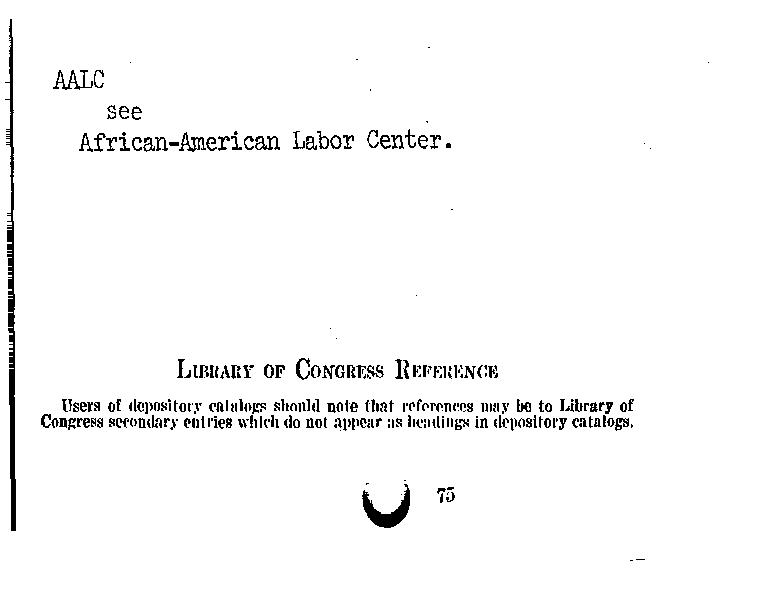 AALC
see
African-American Labor Center.
LIBRARY OF CONGRESS REFERENCE
Users of depository catalogs should note that references may be to Library of
Congress secondary entries which do not appear as headings in depository catalogs.
75